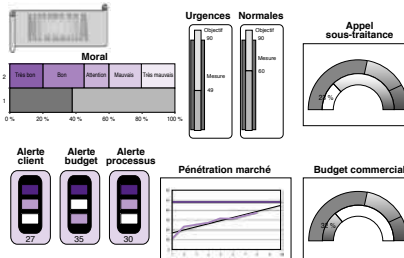 Urgences Normales
Appel
sous-traitance
Objectif
90
Objectif
90
Moral
2
Très bon
Bon
Attention
Mauvais
Très mauvais
Mesure
49
Mesure
60
1
0 %
20 %
40 %
60 %
80 %
100 %
Alerte
client
Alerte
budget
Alerte
processus
27
35
30
Pénétration marché
Budget commercial